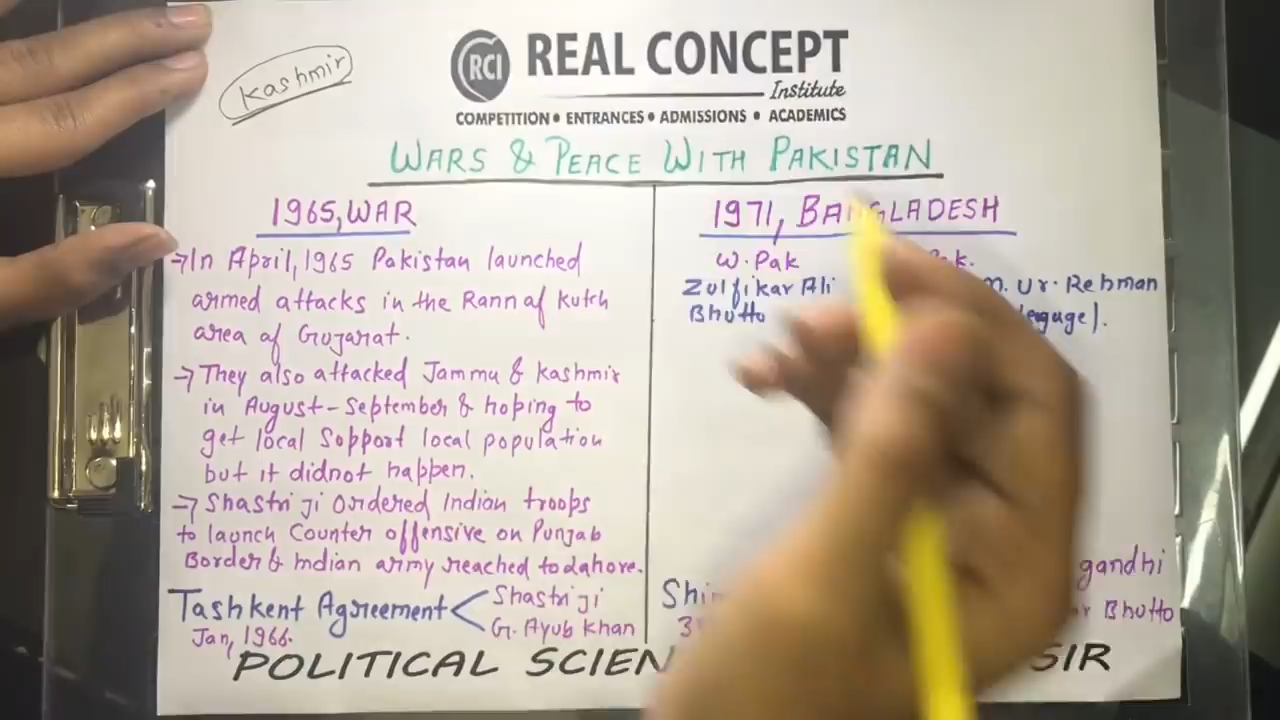 Kashmir
RCI
REAL CONCEPT
Institute
COMPETITION • ENTRANCES • ADMISSIONS • ACADEMICS
WARS & PEACE WITH PAKISTAN
1965, WAR
→ In April, 1965 Pakistan launched
armed attacks in the Rann of kutch
area of Gujarat.
→ They also attacked Jammu & kashmir
in August-September & hoping to
get local Support local population
but it didnot happen.
→ Shastri ji Ordered Indian troops
to launch Counter offensive on Punjab
Border & Indian army reached to Lahore.
Tashkent Agreement < Shastri ji
G. Ayub Khan
Jan, 1966.
1971, BANGLADESH
W. Pak
Zulfikar Ali
Bhutto
Ur. Rehman
gandhi
Bhutto
POLITICAL SIR